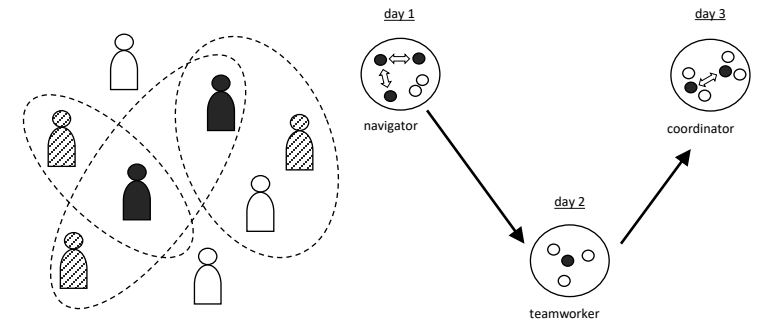 day 1
day 3
navigator
coordinator
day 2
teamworker